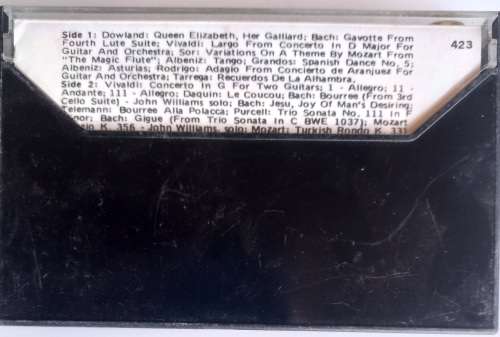 Side 1: Dowland: Queen Elizabeth, Her Galliard; Bach: Gavotte From
Fourth Lute Suite; Vivaldi: Largo From Concerto In D Major For
Guitar And Orchestra; Sor: Variations On A Theme By Mozart From
"The Magic Flute"; Albeniz: Tango; Grandos: Spanish Dance No. 5;
Albeniz: Asturias; Rodrigo: Adagio From Concierto de Aranjuez For
Guitar And Orchestra; Tarrega: Recuerdos De La Alhambra.
Side 2: Vivaldi: Concerto In G For Two Guitars; 1 - Allegro; 11 -
Andante; 111 - Allegro; Daquin: Le Coucou; Bach: Bourree (From 3rd
Cello Suite) - John Williams solo; Bach: Jesu, Joy Of Man's Desiring
Telemann: Bourree Alla Polacca; Purcell: Trio Sonata No. 111 In F
Bach: Gigue (From Trio Sonata In C BWE 1037); Mozart
K. 356 - John Williams, solo; Mozart: Turkish Rondo K. 331
423